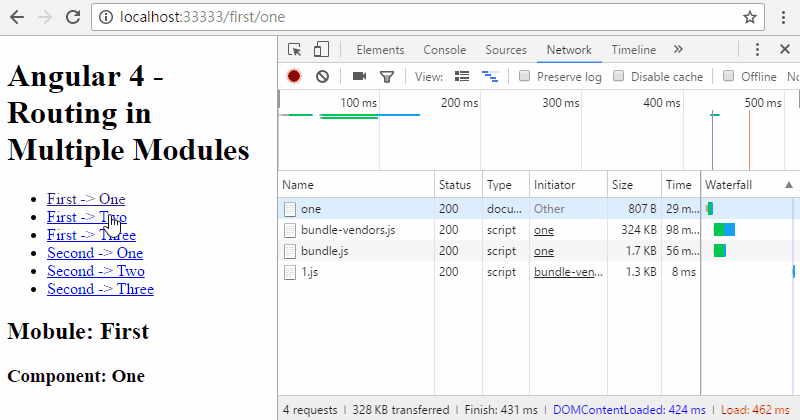 localhost:33333/first/one
Angular 4 -
Routing in
Multiple Modules
First -> One
First -> Two
First -> Three
Second -> One
Second -> Two
Second -> Three
Mobule: First
Component: One
Elements Console Sources Network Timeline »
View: Preserve log Disable cache Offline No
100 ms 200 ms 300 ms 400 ms 500 ms
Name Status Type Initiator Size Time Waterfall
one 200 docu... Other 807 B 29 m...
bundle-vendors.js 200 script one 324 KB 98 m...
bundle.js 200 script one 1.7 KB 56 m...
1.js 200 script bundle-ven... 1.3 KB 8 ms
4 requests | 328 KB transferred | Finish: 431 ms | DOMContentLoaded: 424 ms | Load: 462 ms